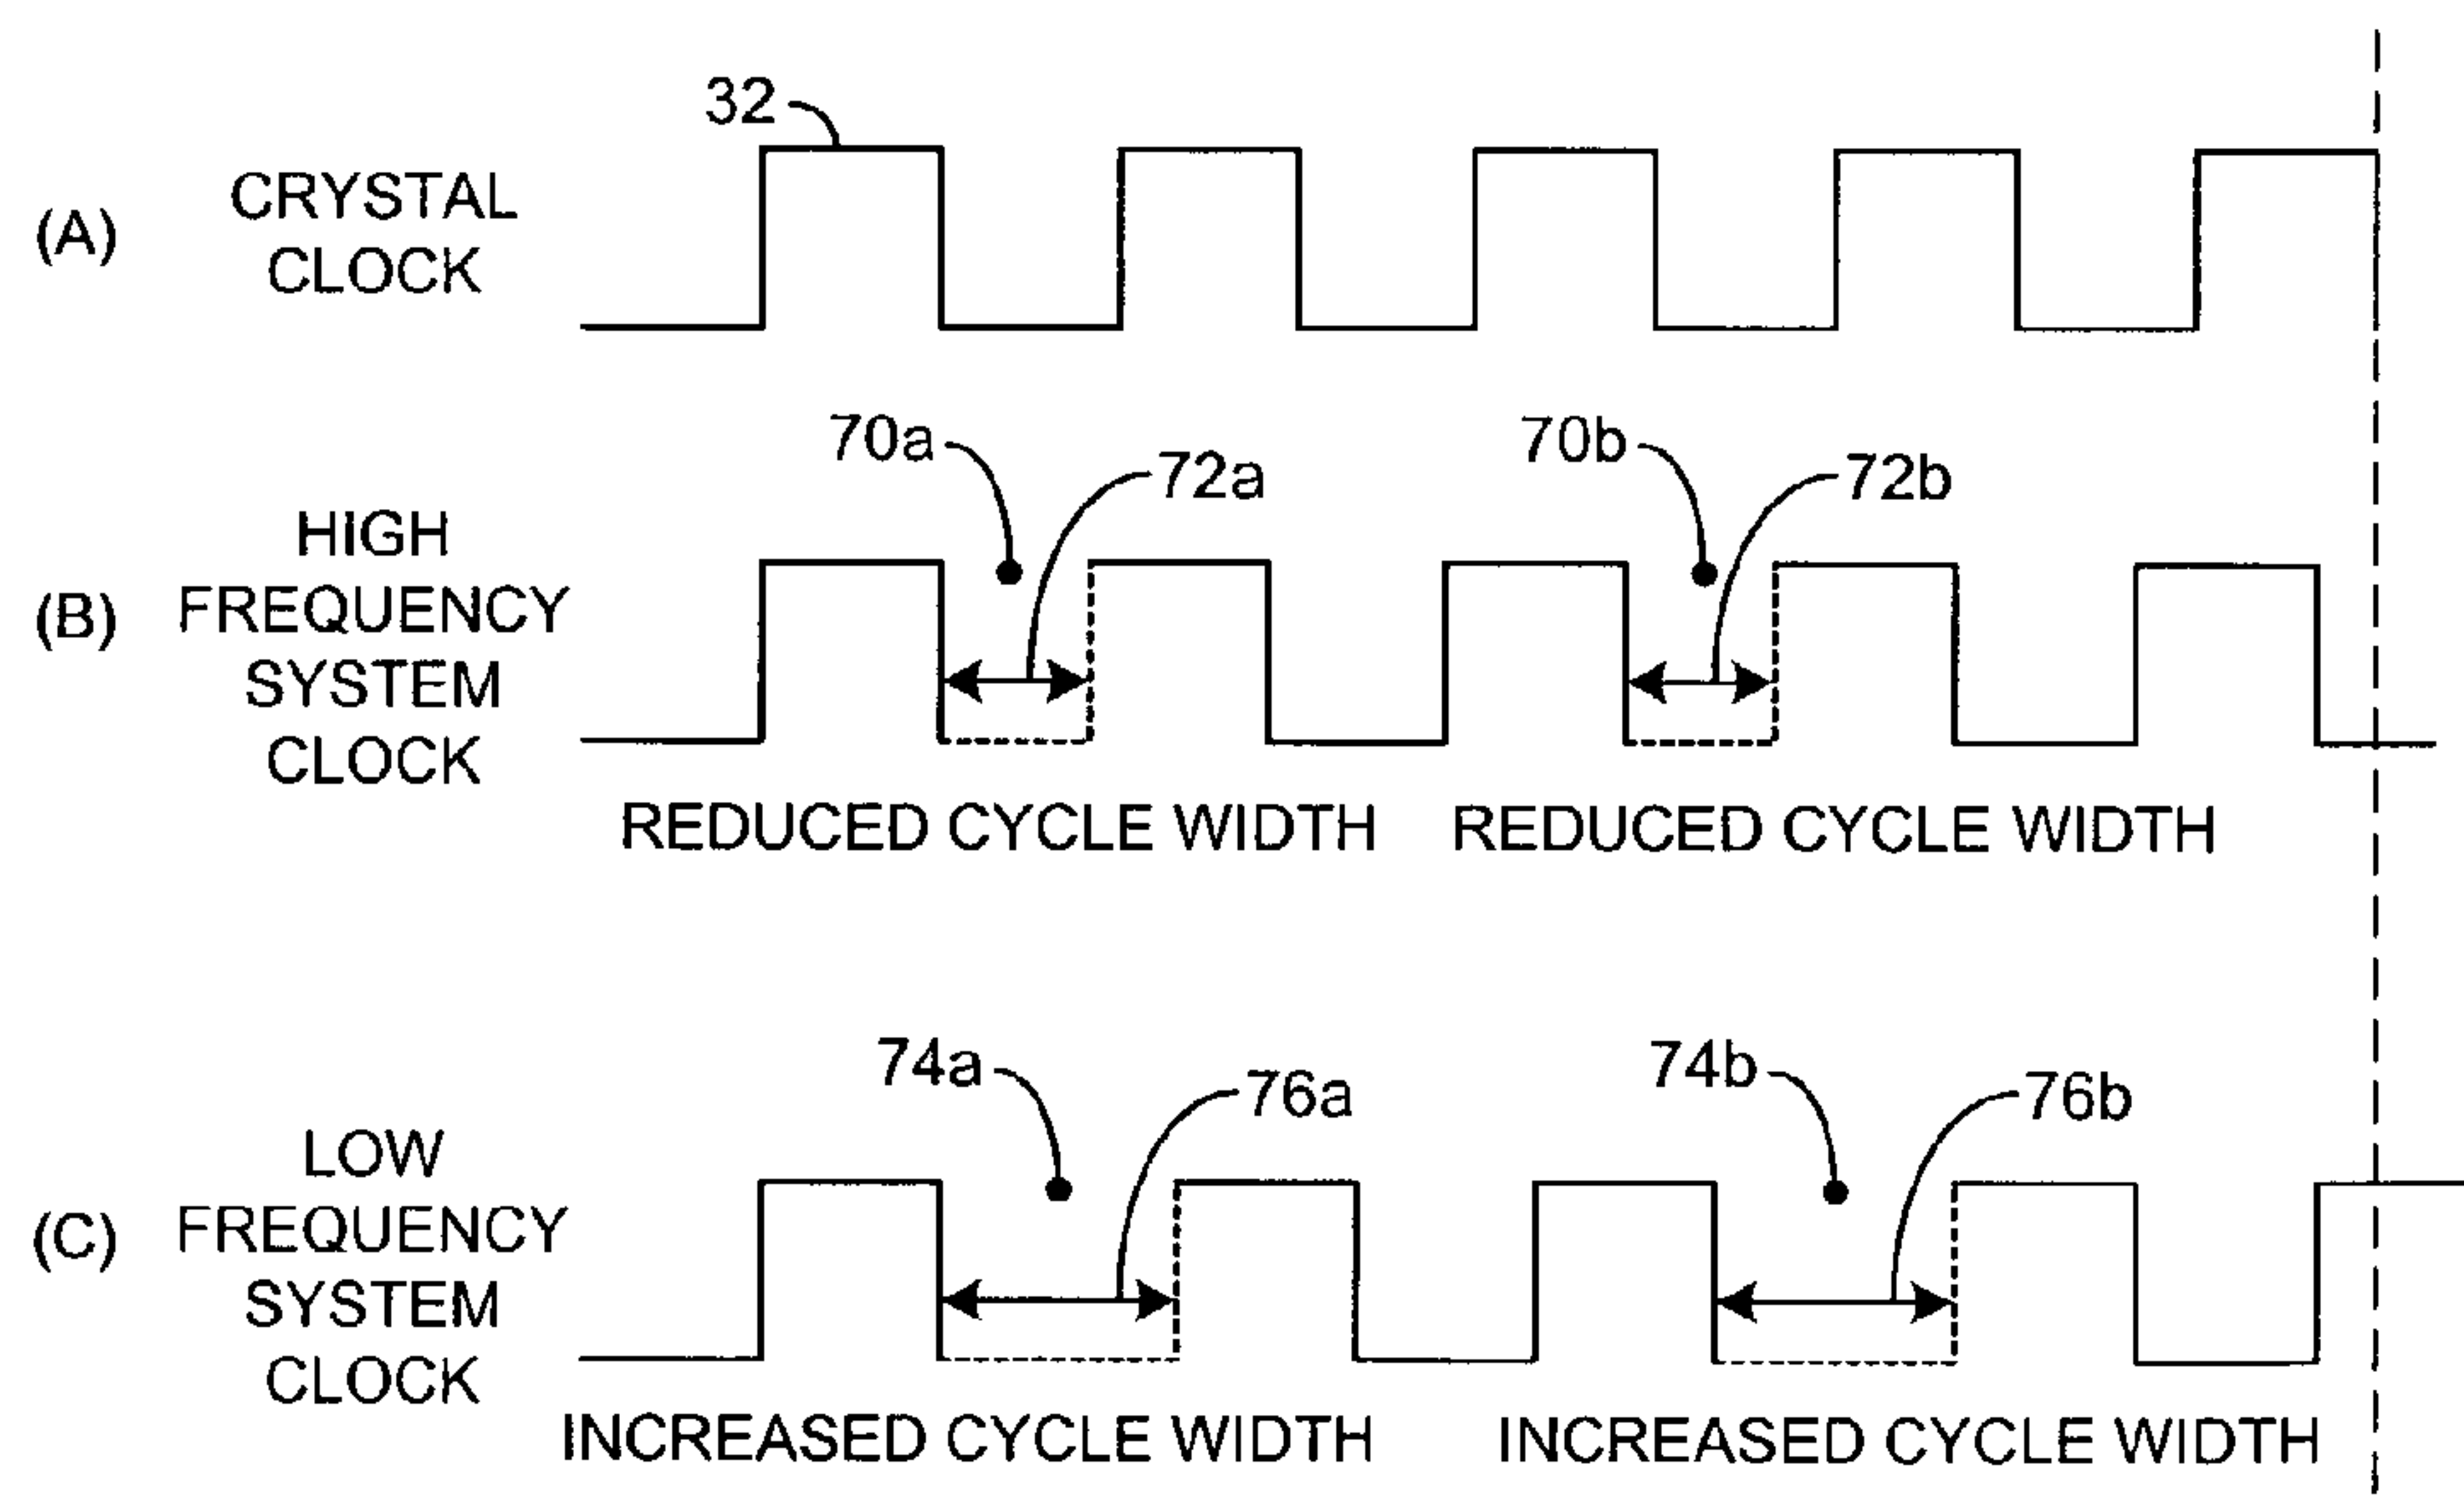 32
(A)
CRYSTAL
CLOCK
70a
72a
70b
72b
(B)
HIGH
FREQUENCY
SYSTEM
CLOCK
REDUCED CYCLE WIDTH
REDUCED CYCLE WIDTH
74a
76a
74b
76b
(C)
LOW
FREQUENCY
SYSTEM
CLOCK
INCREASED CYCLE WIDTH
INCREASED CYCLE WIDTH